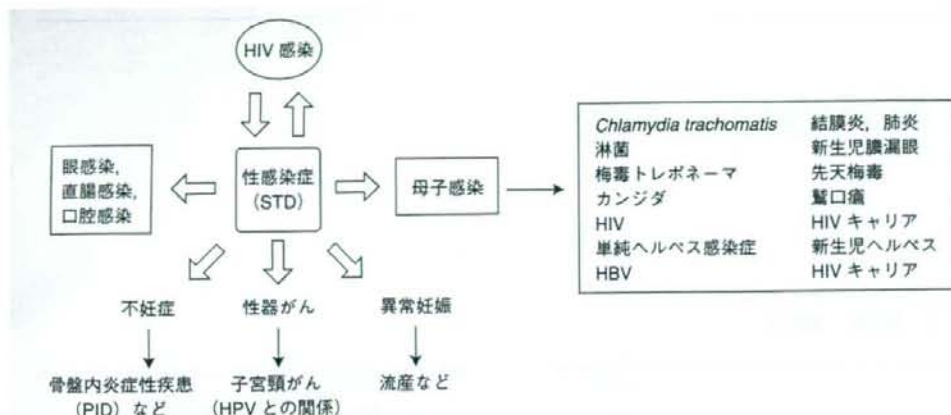 HIV 感染
眼感染,
直腸感染,
口腔感染
性感染症
(STD)
母子感染
Chlamydia trachomatis 結膜炎, 肺炎
淋菌 新生児膿漏眼
梅毒トレポネーマ 先天梅毒
カンジダ 鵞口瘡
HIV HIV キャリア
単純ヘルペス感染症 新生児ヘルペス
HBV HIV キャリア
不妊症
性器がん
異常妊娠
骨盤内炎症性疾患
(PID) など
子宮頸がん
(HPV との関係)
流産など